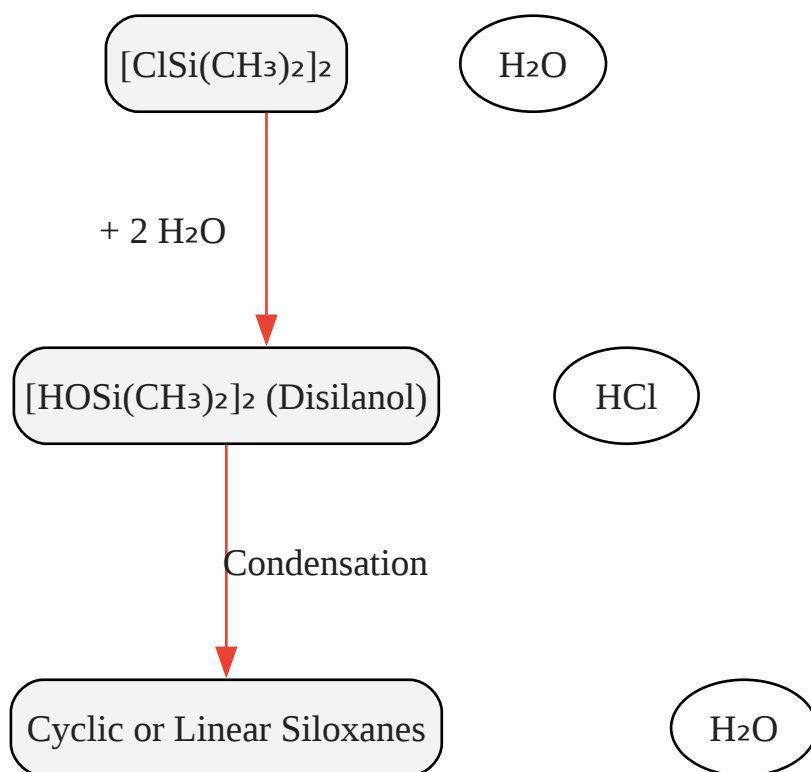 [ClSi(CH₃)₂]₂
H₂O
+ 2 H₂O
[HOSi(CH₃)₂]₂ (Disilanol)
HCl
Condensation
Cyclic or Linear Siloxanes
H₂O